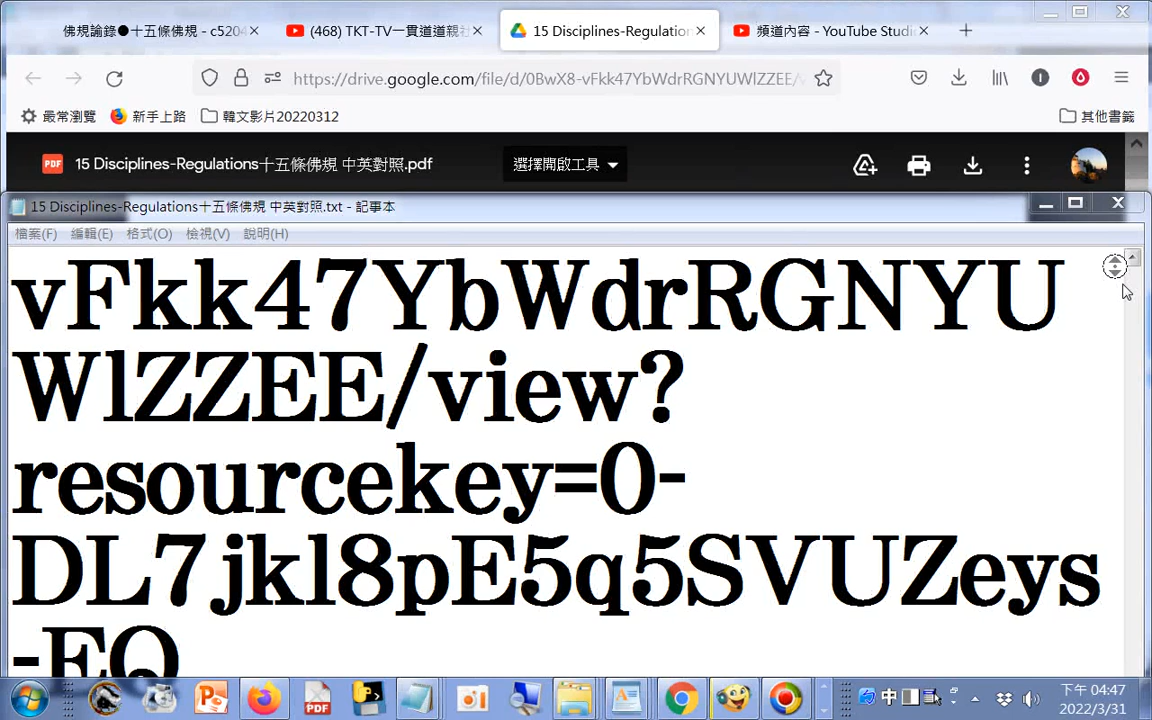 佛規論錄●十五條佛規 - c5204
(468) TKT-TV一貫道道親社
15 Disciplines-Regulation
頻道內容 - YouTube Studi
https://drive.google.com/file/d/0BwX8-vFkk47YbWdrRGNYUWlZZEE/
最常瀏覽 新手上路 韓文影片20220312 其他書籤
PDF 15 Disciplines-Regulations十五條佛規 中英對照.pdf 選擇開啟工具
15 Disciplines-Regulations十五條佛規 中英對照.txt - 記事本
檔案(F) 編輯(E) 格式(O) 檢視(V) 說明(H)
vFkk47YbWdrRGNYU
WlZZEE/view?
resourcekey=0-
DL7jkl8pE5q5SVUZeys
-EQ
中 下午 04:47
2022/3/31